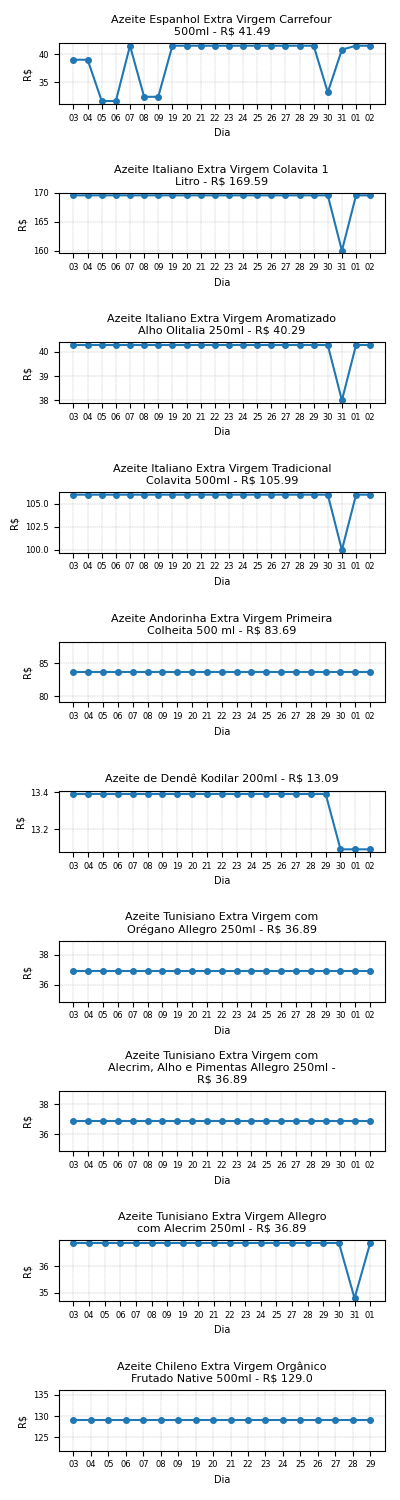 Azeite Espanhol Extra Virgem Carrefour
500ml - R$ 41.49
40
35
R$
03 04 05 06 07 08 09 19 20 21 22 23 24 25 26 27 28 29 30 31 01 02
Dia
Azeite Italiano Extra Virgem Colavita 1
Litro - R$ 169.59
170
165
160
R$
03 04 05 06 07 08 09 19 20 21 22 23 24 25 26 27 28 29 30 31 01 02
Dia
Azeite Italiano Extra Virgem Aromatizado
Alho Olitalia 250ml - R$ 40.29
40
39
38
R$
03 04 05 06 07 08 09 19 20 21 22 23 24 25 26 27 28 29 30 31 01 02
Dia
Azeite Italiano Extra Virgem Tradicional
Colavita 500ml - R$ 105.99
105.0
102.5
100.0
R$
03 04 05 06 07 08 09 19 20 21 22 23 24 25 26 27 28 29 30 31 01 02
Dia
Azeite Andorinha Extra Virgem Primeira
Colheita 500 ml - R$ 83.69
85
80
R$
03 04 05 06 07 08 09 19 20 21 22 23 24 25 26 27 28 29 30 31 01 02
Dia
Azeite de Dendê Kodilar 200ml - R$ 13.09
13.4
13.2
R$
03 04 05 06 07 08 09 19 20 21 22 23 24 25 26 27 28 29 30 31 01 02
Dia
Azeite Tunisiano Extra Virgem com
Orégano Allegro 250ml - R$ 36.89
38
36
R$
03 04 05 06 07 08 09 19 20 21 22 23 24 25 26 27 28 29 30 31 01 02
Dia
Azeite Tunisiano Extra Virgem com
Alecrim, Alho e Pimentas Allegro 250ml -
R$ 36.89
38
36
R$
03 04 05 06 07 08 09 19 20 21 22 23 24 25 26 27 28 29 30 31 01 02
Dia
Azeite Tunisiano Extra Virgem Allegro
com Alecrim 250ml - R$ 36.89
36
35
R$
03 04 05 06 07 08 09 19 20 21 22 23 24 25 26 27 28 29 30 31 01
Dia
Azeite Chileno Extra Virgem Orgânico
Frutado Native 500ml - R$ 129.0
135
130
125
R$
03 04 05 06 07 08 09 19 20 21 22 23 24 25 26 27 28 29
Dia